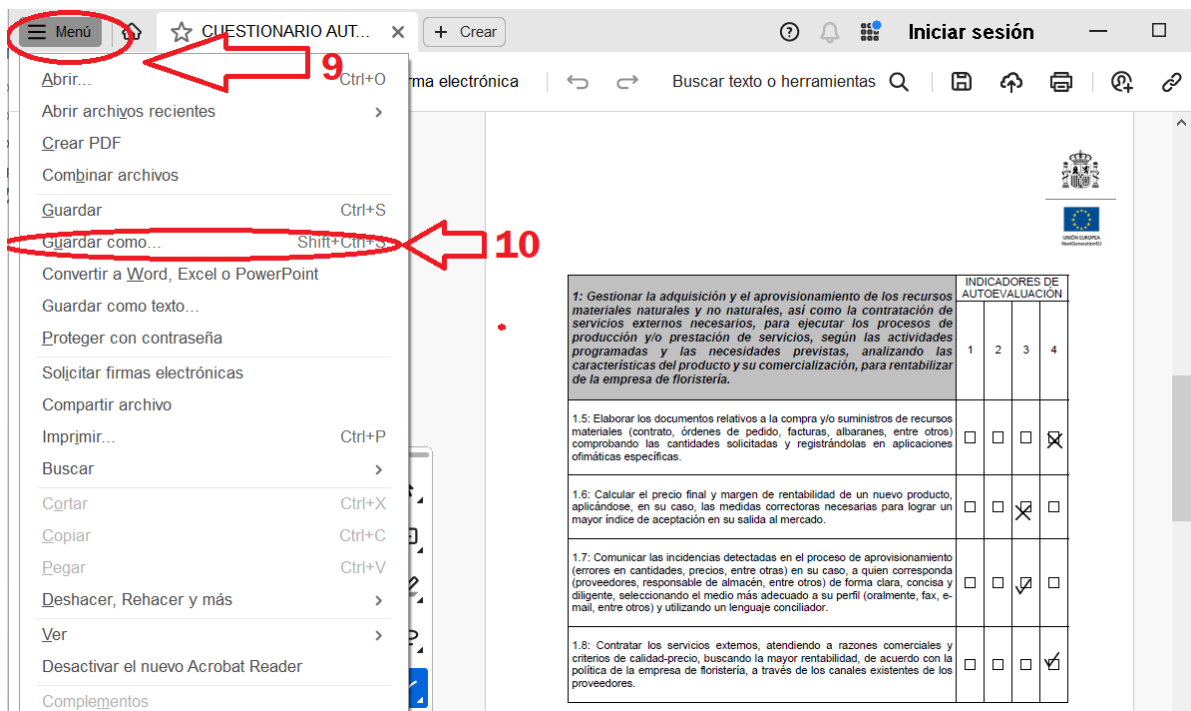 Menú
CUESTIONARIO AUT...
Crear
Iniciar sesión
9
Abrir... Ctrl+O
ma electrónica
Buscar texto o herramientas
Abrir archivos recientes
Crear PDF
Combinar archivos
Guardar Ctrl+S
Guardar como... Shift+Ctrl+S
10
Convertir a Word, Excel o PowerPoint
Guardar como texto...
Proteger con contraseña
Solicitar firmas electrónicas
Compartir archivo
Imprimir... Ctrl+P
Buscar
Cortar Ctrl+X
Copiar Ctrl+C
Pegar Ctrl+V
Deshacer, Rehacer y más
Ver
Desactivar el nuevo Acrobat Reader
Complementos
UNIÓN EUROPEA
NextGenerationEU
1: Gestionar la adquisición y el aprovisionamiento de los recursos
materiales naturales y no naturales, así como la contratación de
servicios externos necesarios, para ejecutar los procesos de
producción y/o prestación de servicios, según las actividades
programadas y las necesidades previstas, analizando las
características del producto y su comercialización, para rentabilizar
de la empresa de floristería.
INDICADORES DE
AUTOEVALUACIÓN
1 2 3 4
1.5: Elaborar los documentos relativos a la compra y/o suministros de recursos
materiales (contrato, órdenes de pedido, facturas, albaranes, entre otros)
comprobando las cantidades solicitadas y registrándolas en aplicaciones
ofimáticas específicas.
1.6: Calcular el precio final y margen de rentabilidad de un nuevo producto,
aplicándose, en su caso, las medidas correctoras necesarias para lograr un
mayor índice de aceptación en su salida al mercado.
1.7: Comunicar las incidencias detectadas en el proceso de aprovisionamiento
(errores en cantidades, precios, entre otras) en su caso, a quien corresponda
(proveedores, responsable de almacén, entre otros) de forma clara, concisa y
diligente, seleccionando el medio más adecuado a su perfil (oralmente, fax, e-
mail, entre otros) y utilizando un lenguaje conciliador.
1.8: Contratar los servicios externos, atendiendo a razones comerciales y
criterios de calidad-precio, buscando la mayor rentabilidad, de acuerdo con la
política de la empresa de floristería, a través de los canales existentes de los
proveedores.